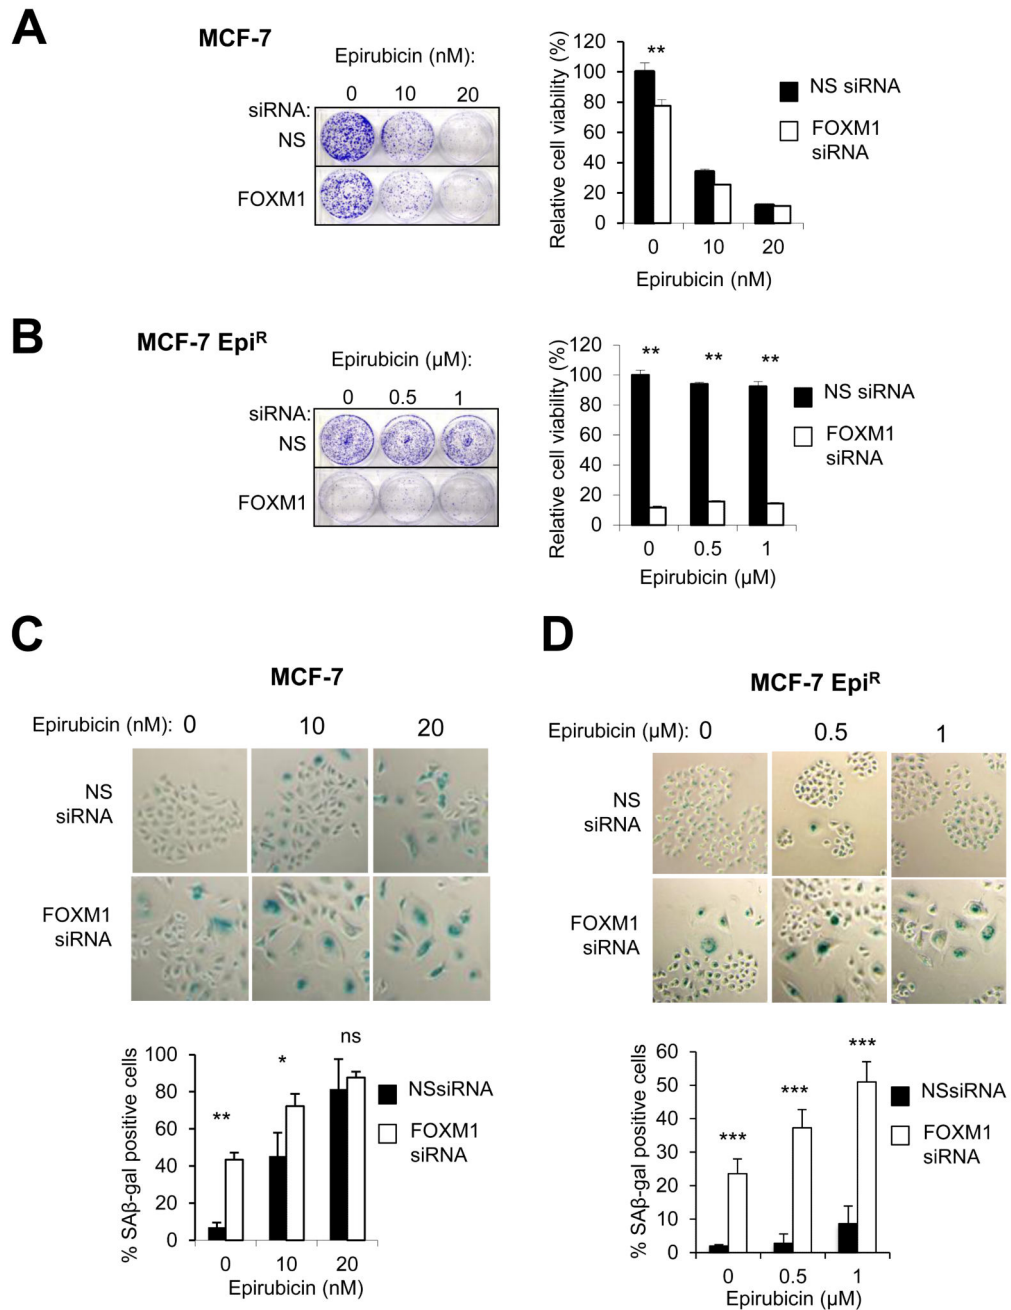 A
MCF-7
Epirubicin (nM):
0 10 20
siRNA:
NS
FOXM1
Relative cell viability (%)
120
100
80
60
40
20
0
**
0 10 20
Epirubicin (nM)
NS siRNA
FOXM1
siRNA
B
MCF-7 EpiR
Epirubicin (µM):
0 0.5 1
siRNA:
NS
FOXM1
Relative cell viability (%)
120
100
80
60
40
20
0
** ** **
0 0.5 1
Epirubicin (µM)
NS siRNA
FOXM1
siRNA
C
MCF-7
Epirubicin (nM): 0 10 20
NS
siRNA
FOXM1
siRNA
% SAβ-gal positive cells
100
80
60
40
20
0
** * ns
0 10 20
Epirubicin (nM)
NSsiRNA
FOXM1
siRNA
D
MCF-7 EpiR
Epirubicin (µM): 0 0.5 1
NS
siRNA
FOXM1
siRNA
% SAβ-gal positive cells
60
50
40
30
20
10
0
*** *** ***
0 0.5 1
Epirubicin (µM)
NSsiRNA
FOXM1
siRNA